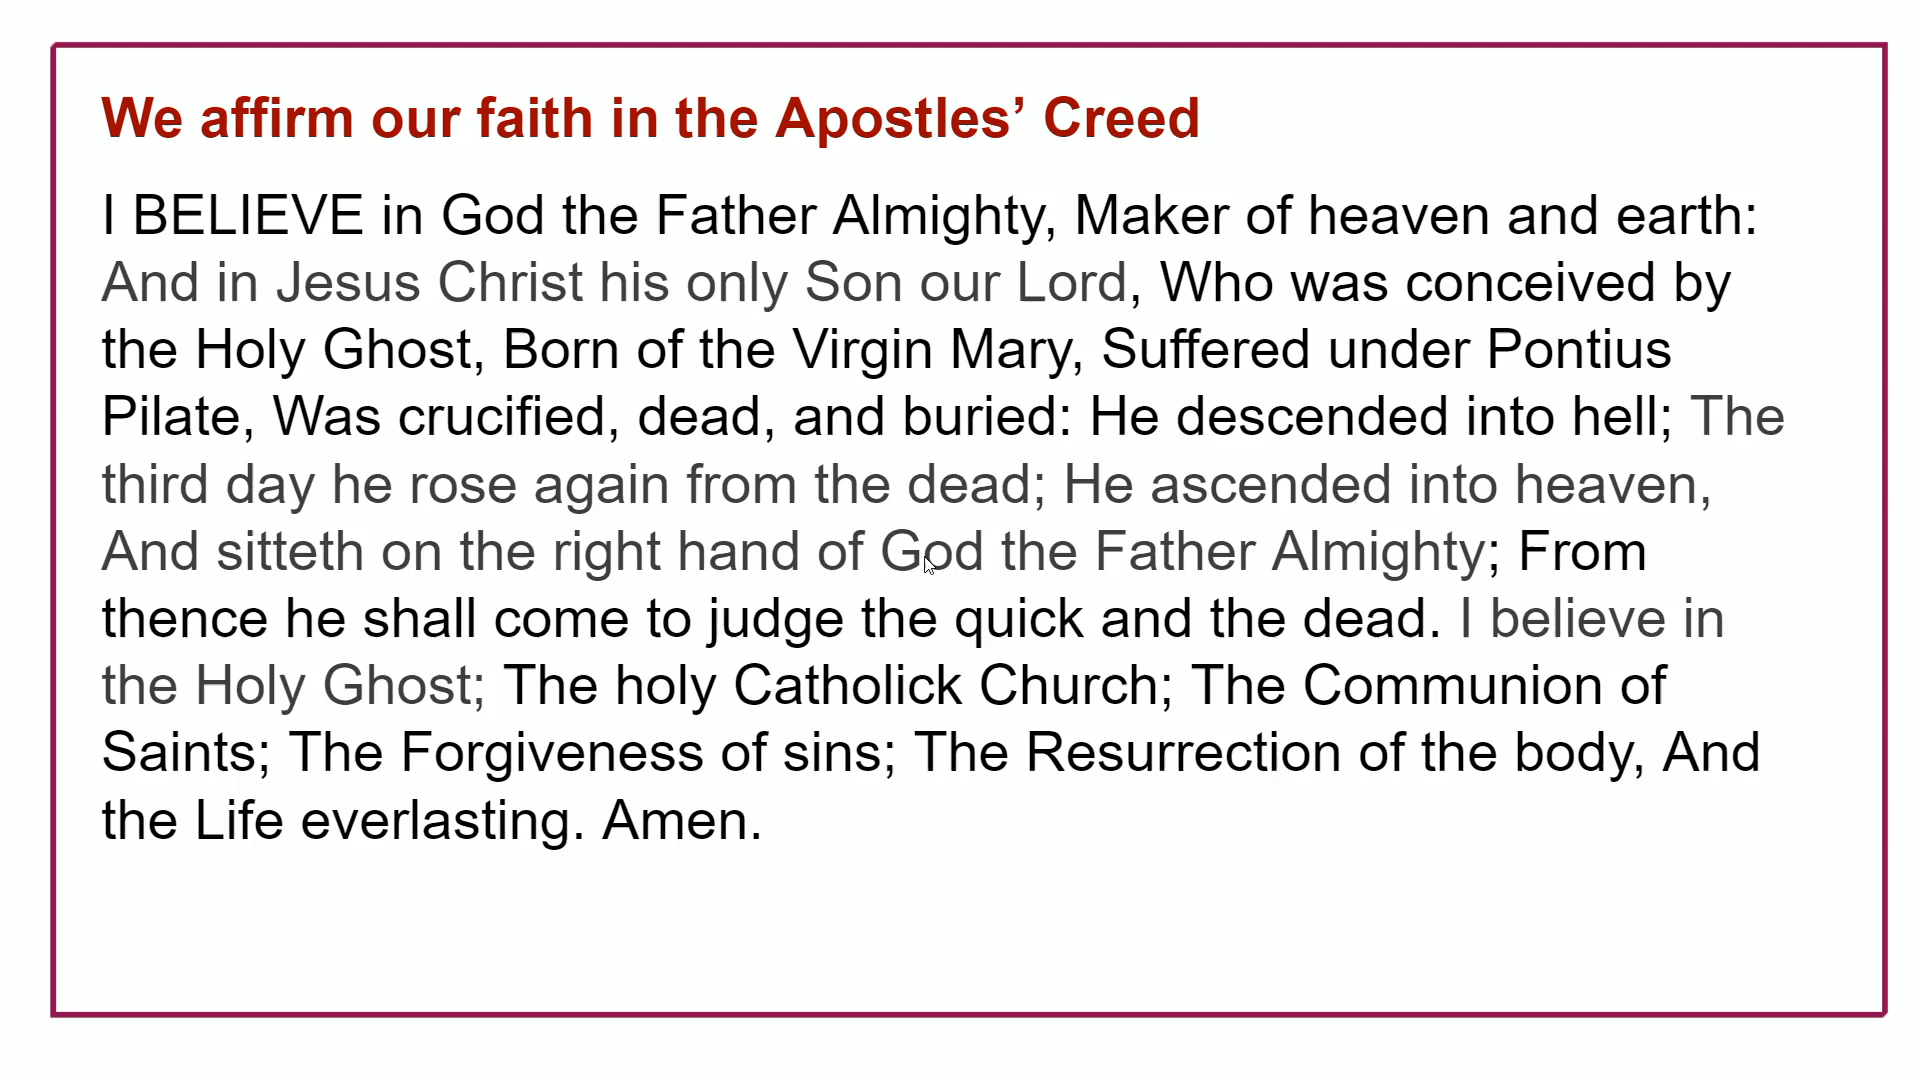 We affirm our faith in the Apostles’ Creed
I BELIEVE in God the Father Almighty, Maker of heaven and earth:
And in Jesus Christ his only Son our Lord, Who was conceived by
the Holy Ghost, Born of the Virgin Mary, Suffered under Pontius
Pilate, Was crucified, dead, and buried: He descended into hell; The
third day he rose again from the dead; He ascended into heaven,
And sitteth on the right hand of God the Father Almighty; From
thence he shall come to judge the quick and the dead. I believe in
the Holy Ghost; The holy Catholick Church; The Communion of
Saints; The Forgiveness of sins; The Resurrection of the body, And
the Life everlasting. Amen.